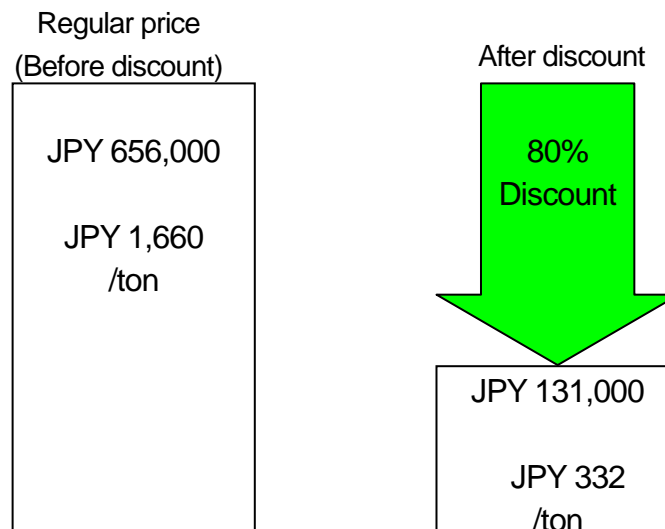 Regular price
(Before discount)
JPY 656,000
JPY 1,660
/ton
After discount
80%
Discount
JPY 131,000
JPY 332
/ton